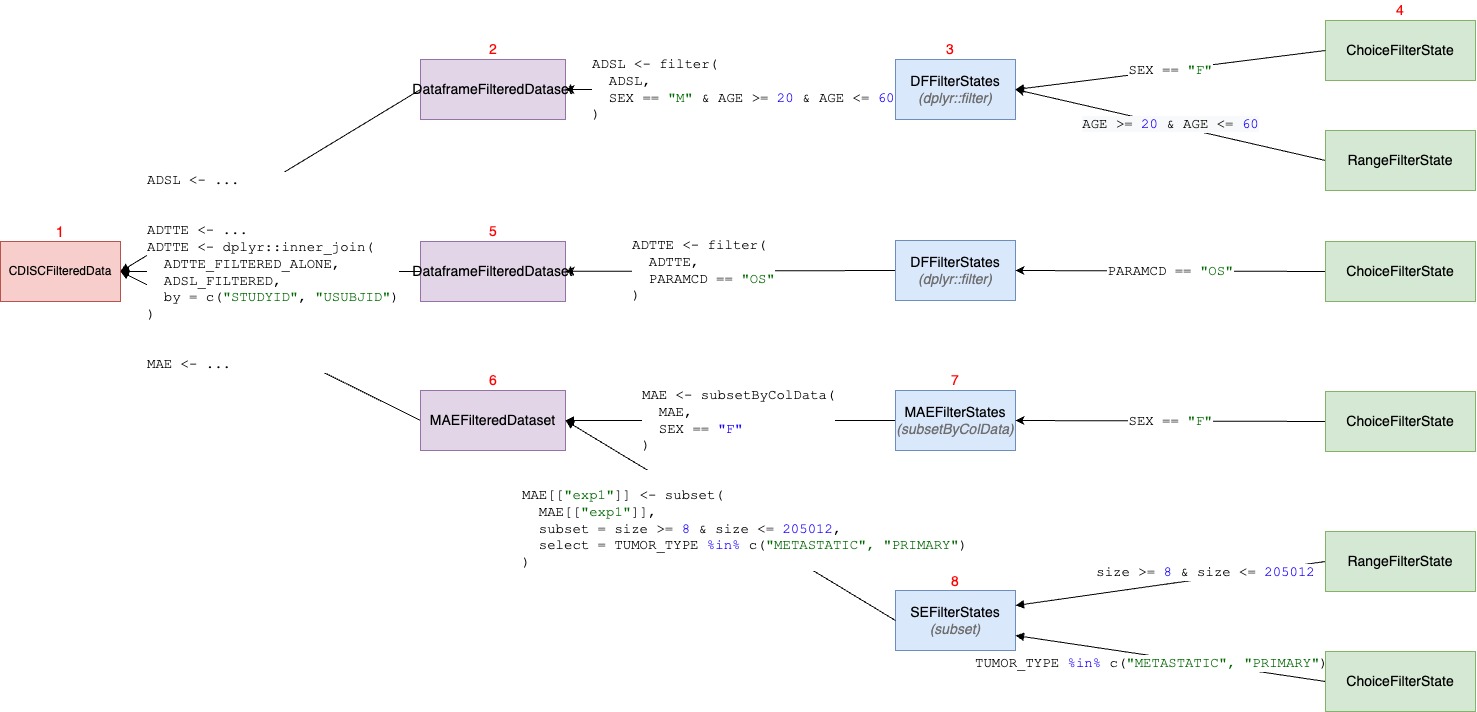 4
ChoiceFilterState
2
3
DataframeFilteredDataset
ADSL <- filter(
ADSL,
SEX == "M" & AGE >= 20 & AGE <= 60
)
DFFilterStates
(dplyr::filter)
SEX == "F"
AGE >= 20 & AGE <= 60
RangeFilterState
ADSL <- ...
1
CDISCFilteredData
ADTTE <- ...
ADTTE <- dplyr::inner_join(
ADTTE_FILTERED_ALONE,
ADSL_FILTERED,
by = c("STUDYID", "USUBJID")
)
5
DataframeFilteredDataset
ADTTE <- filter(
ADTTE,
PARAMCD == "OS"
)
DFFilterStates
(dplyr::filter)
PARAMCD == "OS"
ChoiceFilterState
MAE <- ...
6
MAEFilteredDataset
MAE <- subsetByColData(
MAE,
SEX == "F"
)
7
MAEFilterStates
(subsetByColData)
SEX == "F"
ChoiceFilterState
MAE[["exp1"]] <- subset(
MAE[["exp1"]],
subset = size >= 8 & size <= 205012,
select = TUMOR_TYPE %in% c("METASTATIC", "PRIMARY")
)
8
SEFilterStates
(subset)
size >= 8 & size <= 205012
RangeFilterState
TUMOR_TYPE %in% c("METASTATIC", "PRIMARY")
ChoiceFilterState